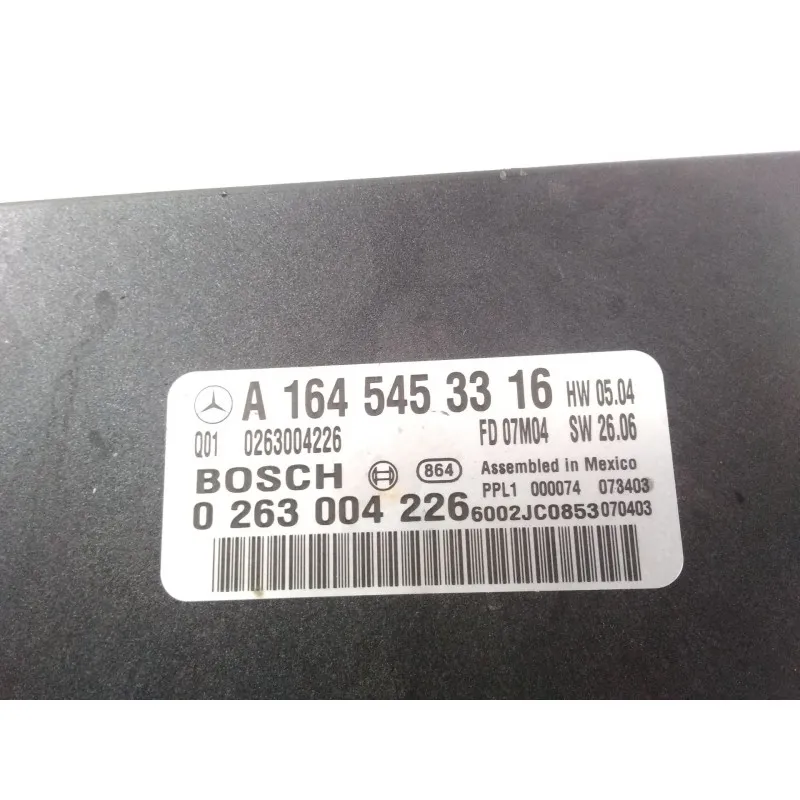 A 164 545 33 16 HW 05.04
Q01 0263004226 FD 07M04 SW 26.06
BOSCH 864 Assembled in Mexico
PPL1 000074 073403
0 263 004 226 6002JC0853070403